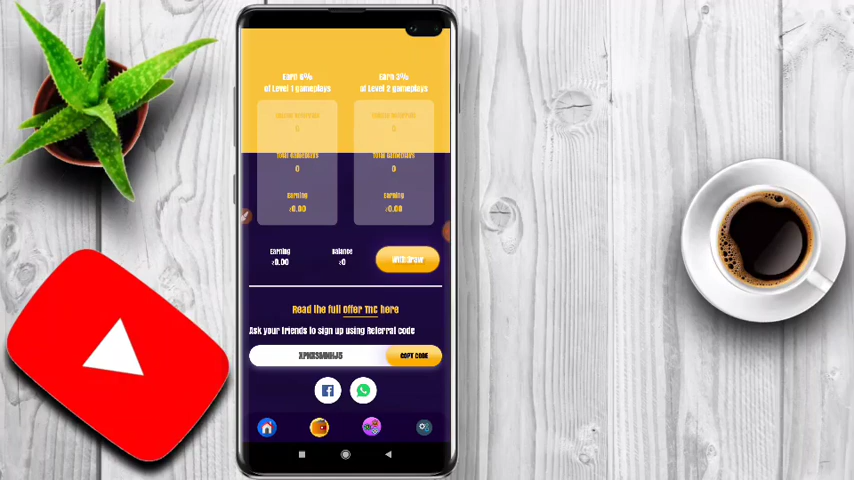 Earn 6%
of Level 1 gameplays
Earn 3%
of Level 2 gameplays
Total Gameplays
0
Earning
₹0.00
Total Gameplays
0
Earning
₹0.00
Earning
₹0.00
Balance
₹0
Withdraw
Read the full Offer TnC here
Ask your friends to sign up using Referral code
COPY CODE